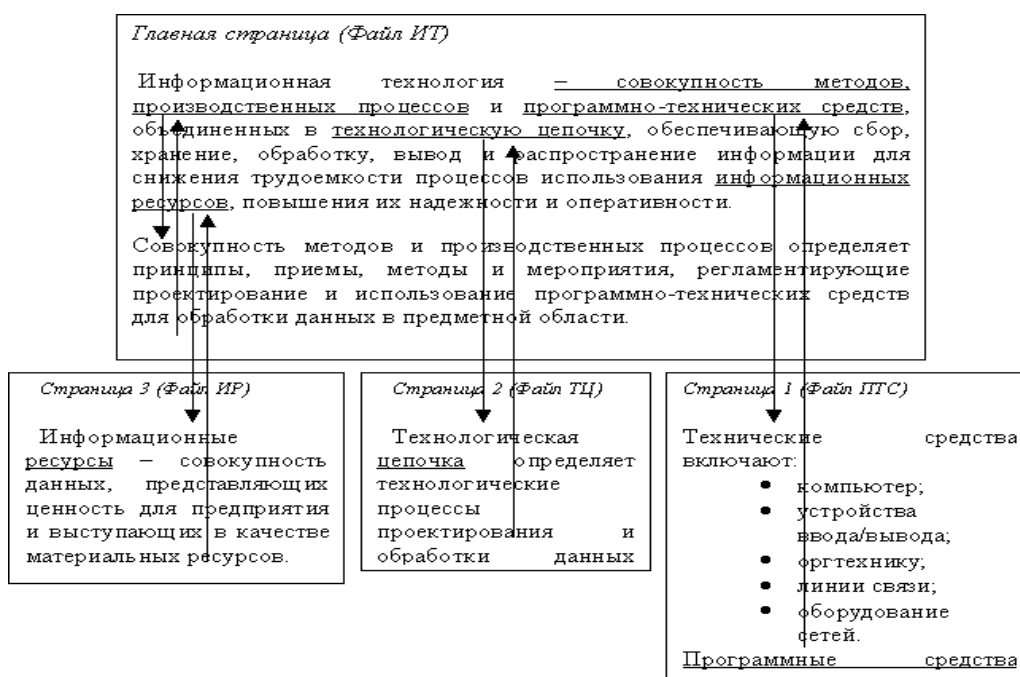 Главная страница (Файл ИТ)
Информационная технология – совокупность методов,
производственных процессов и программно-технических средств,
объединенных в технологическую цепочку, обеспечивающую сбор,
хранение, обработку, вывод и распространение информации для
снижения трудоемкости процессов использования информационных
ресурсов, повышения их надежности и оперативности.
Совокупность методов и производственных процессов определяет
принципы, приемы, методы и мероприятия, регламентирующие
проектирование и использование программно-технических средств
для обработки данных в предметной области.
Страница 3 (Файл ИР)
Информационные
ресурсы – совокупность
данных, представляющих
ценность для предприятия
и выступающих в качестве
материальных ресурсов.
Страница 2 (Файл ТЦ)
Технологическая
цепочка определяет
технологические
процессы
проектирования и
обработки данных
Страница 1 (Файл ПТС)
Технические средства
включают:
• компьютер;
• устройства
ввода/вывода;
• оргтехнику;
• линии связи;
• оборудование
сетей.
Программные средства